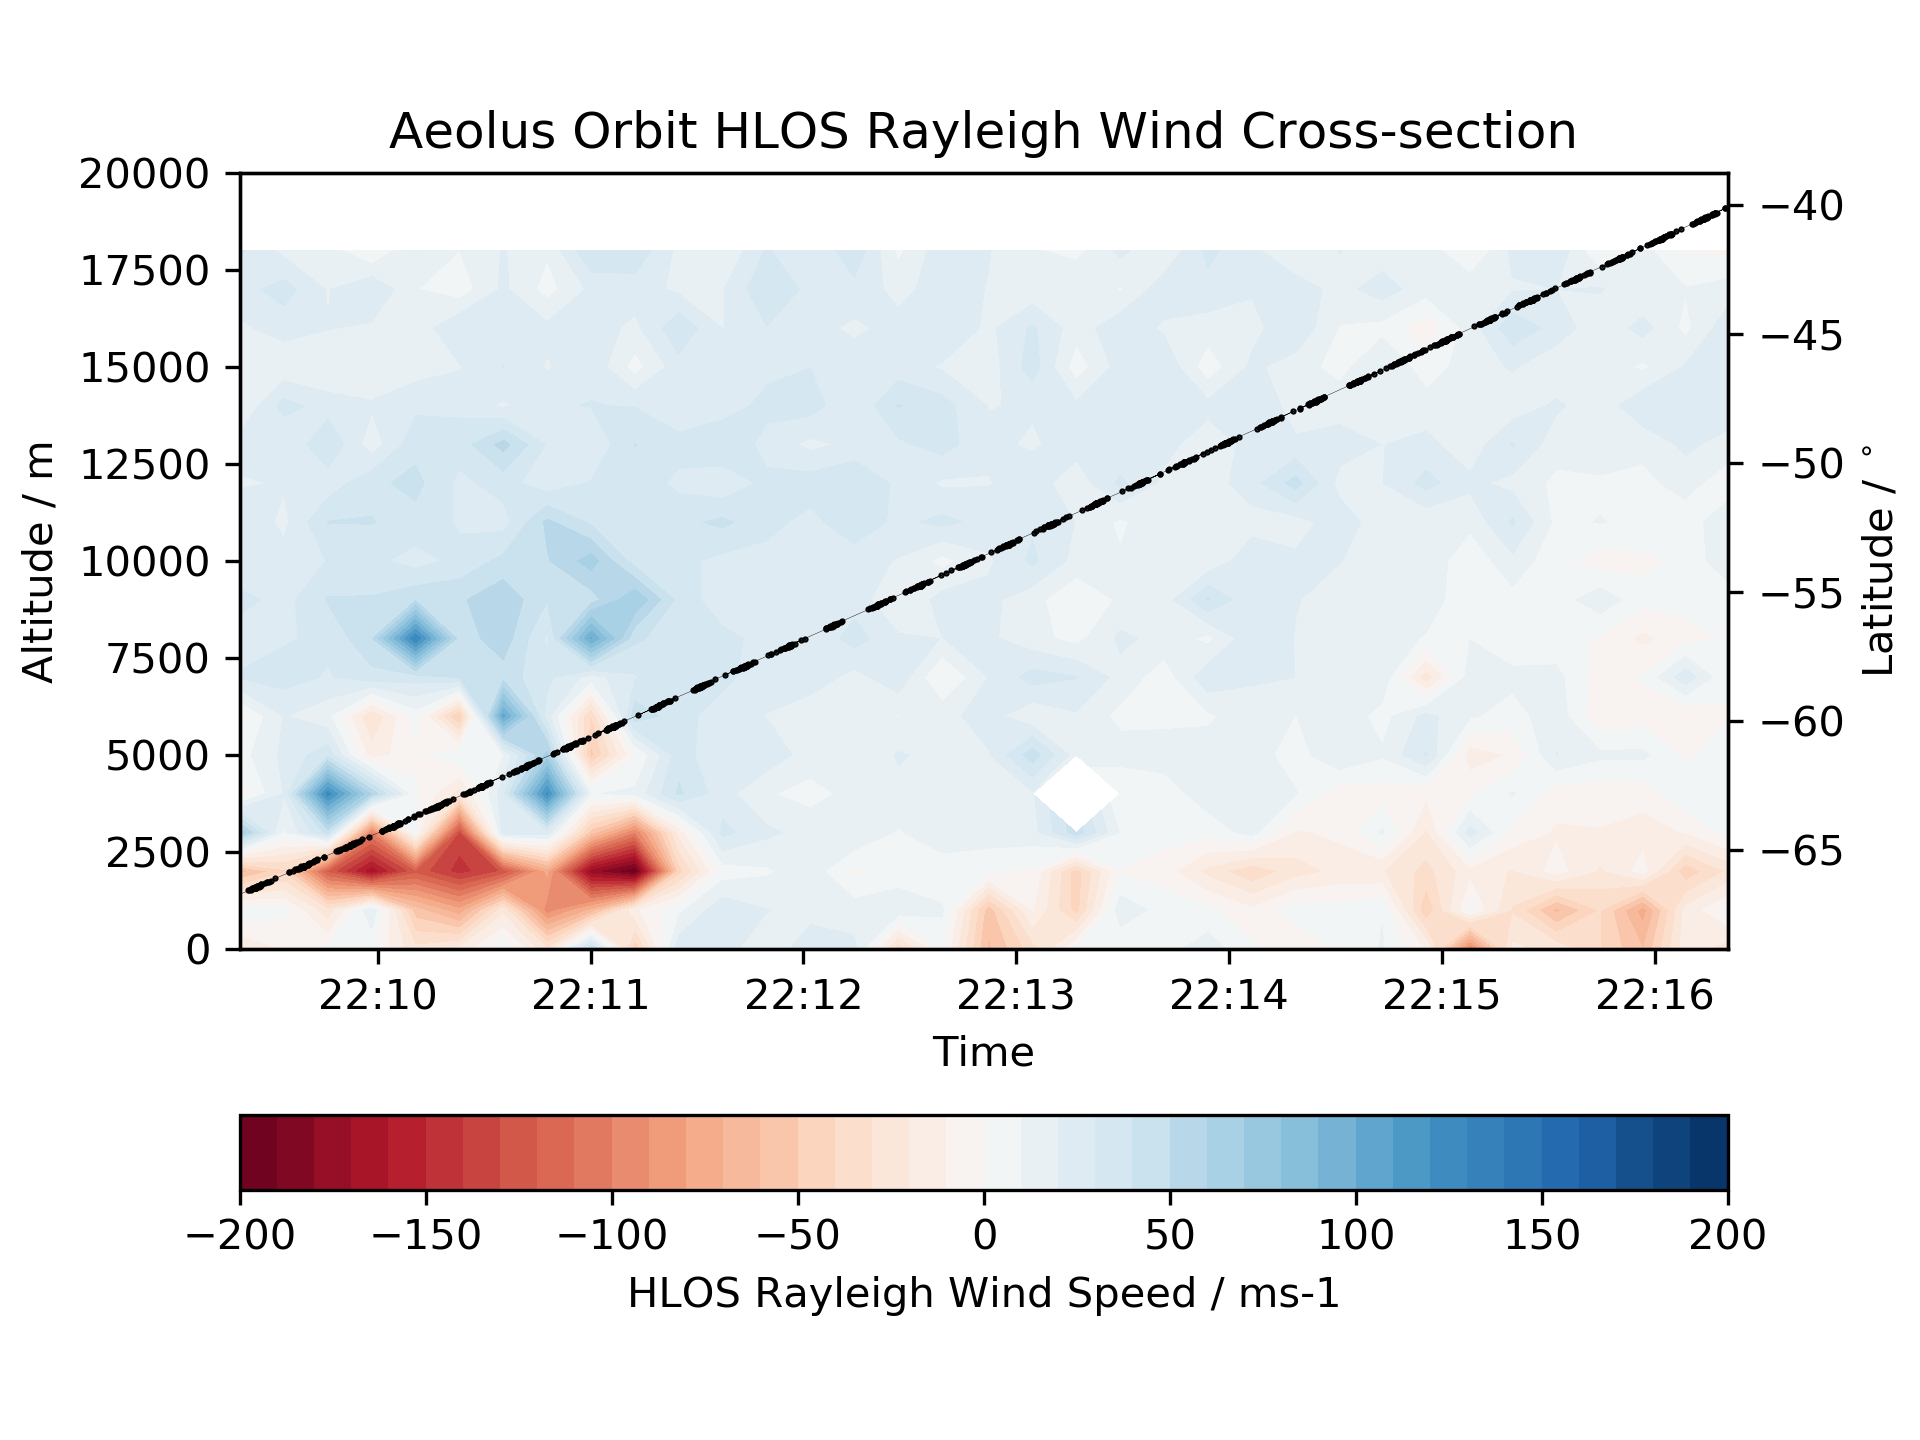 Aeolus Orbit HLOS Rayleigh Wind Cross-section
20000
17500
15000
12500
10000
7500
5000
2500
0
Altitude / m
−40
−45
−50
−55
−60
−65
Latitude / °
22:10 22:11 22:12 22:13 22:14 22:15 22:16
Time
−200 −150 −100 −50 0 50 100 150 200
HLOS Rayleigh Wind Speed / ms-1